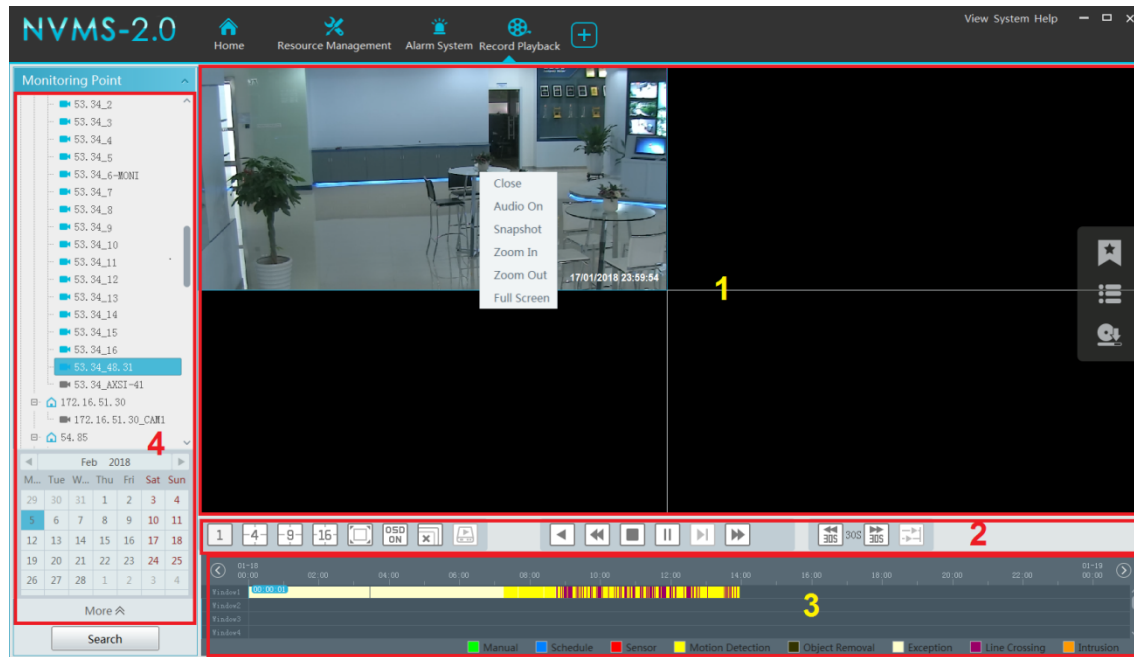 NVMS-2.0
Home
Resource Management
Alarm System
Record Playback
View System Help
Monitoring Point
53.34_2
53.34_3
53.34_4
53.34_5
53.34_6-MONI
53.34_7
53.34_8
53.34_9
53.34_10
53.34_11
53.34_12
53.34_13
53.34_14
53.34_15
53.34_16
53.34_48.31
53.34_AXSI-41
172.16.51.30
172.16.51.30_CAM1
54.85
4
Feb 2018
M... Tue W... Thu Fri Sat Sun
29 30 31 1 2 3 4
5 6 7 8 9 10 11
12 13 14 15 16 17 18
19 20 21 22 23 24 25
26 27 28 1 2 3 4
More
Search
Close
Audio On
Snapshot
Zoom In
Zoom Out
Full Screen
17/01/2018 23:59:54
1
1 4 9 16 OSD ON 30S 30S 30S
2
01-18 01-19
00:00 02:00 04:00 06:00 08:00 10:00 12:00 14:00 16:00 18:00 20:00 22:00 00:00
Window1 00:00:01
Window2
Window3
Window4
3
Manual Schedule Sensor Motion Detection Object Removal Exception Line Crossing Intrusion